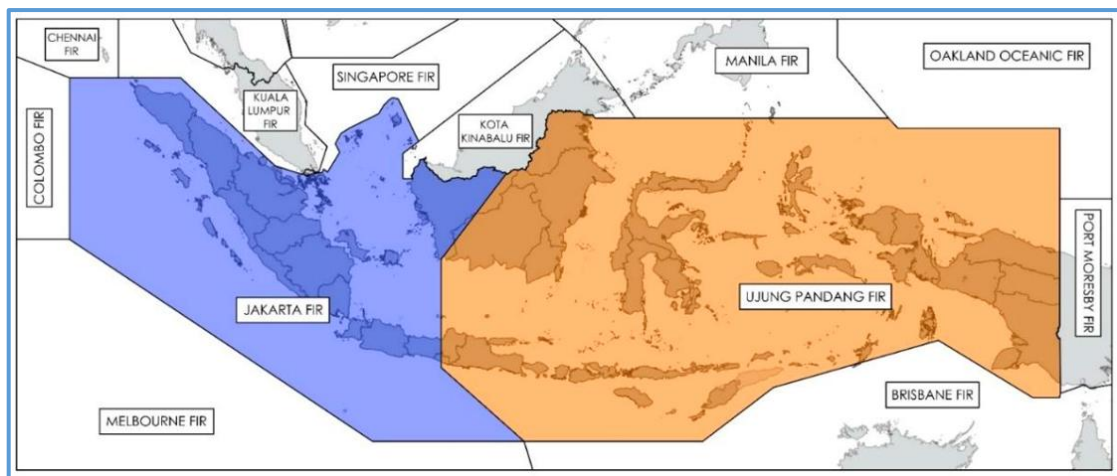 CHENNAI
FIR
SINGAPORE FIR
MANILA FIR
OAKLAND OCEANIC FIR
KUALA
LUMPUR
FIR
COLOMBO FIR
KOTA
KINABALU FIR
PORT MORESBY FIR
JAKARTA FIR
UJUNG PANDANG FIR
BRISBANE FIR
MELBOURNE FIR